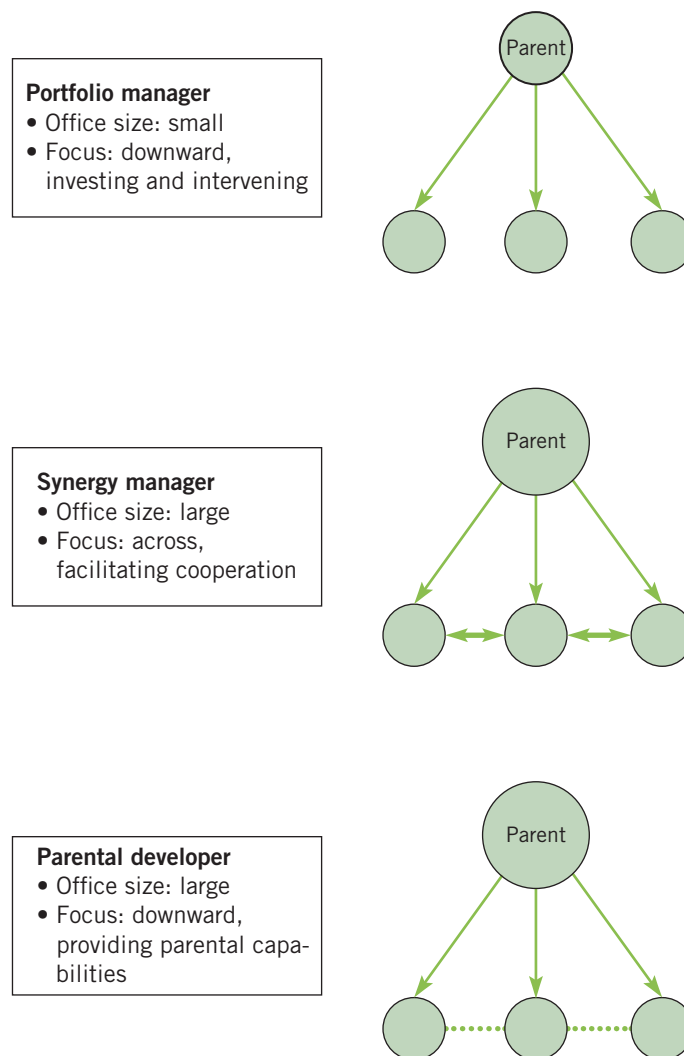 Parent
Portfolio manager
• Office size: small
• Focus: downward,
investing and intervening
Parent
Synergy manager
• Office size: large
• Focus: across,
facilitating cooperation
Parent
Parental developer
• Office size: large
• Focus: downward,
providing parental capa-
bilities